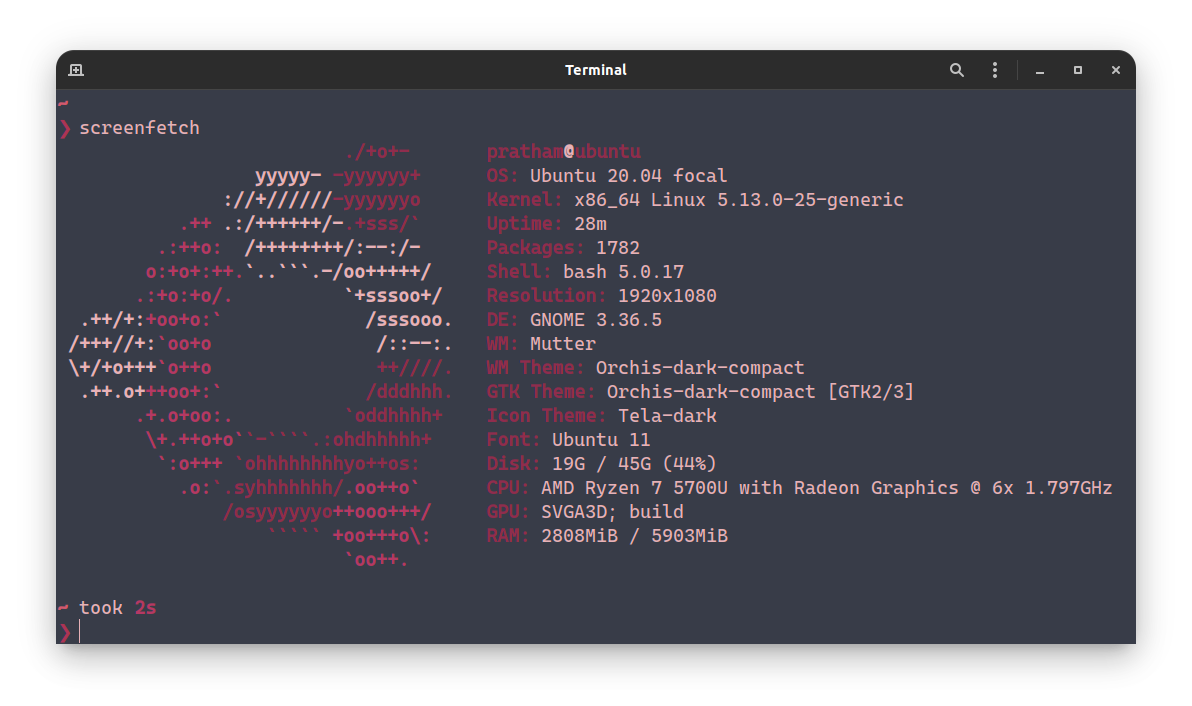 Terminal
~
❯ screenfetch
                         ./+o+-       pratham@ubuntu
                 yyyyy- -yyyyyy+      OS: Ubuntu 20.04 focal
              ://+//////-yyyyyyo      Kernel: x86_64 Linux 5.13.0-25-generic
          .++ .:/++++++/-.+sss/`      Uptime: 28m
        .:++o:  /++++++++/:--:/-      Packages: 1782
       o:+o+:++.`..```.-/oo+++++/     Shell: bash 5.0.17
      .:+o:+o/.          `+sssoo+/    Resolution: 1920x1080
 .++/+:+oo+o:`             /sssooo.   DE: GNOME 3.36.5
/+++//+:`oo+o               /::--:.   WM: Mutter
\+/+o+++`o++o               ++////.   WM Theme: Orchis-dark-compact
 .++.o+++oo+:`             /dddhhh.   GTK Theme: Orchis-dark-compact [GTK2/3]
      .+.o+oo:.          `oddhhhh+    Icon Theme: Tela-dark
       \+.++o+o``-````.:ohdhhhhh+     Font: Ubuntu 11
        `:o+++ `ohhhhhhhhyo++os:      Disk: 19G / 45G (44%)
          .o:`.syhhhhhhh/.oo++o`      CPU: AMD Ryzen 7 5700U with Radeon Graphics @ 6x 1.797GHz
              /osyyyyyyo++ooo+++/     GPU: SVGA3D; build
                  ````` +oo+++o\:     RAM: 2808MiB / 5903MiB
                         `oo++.
~ took 2s
❯